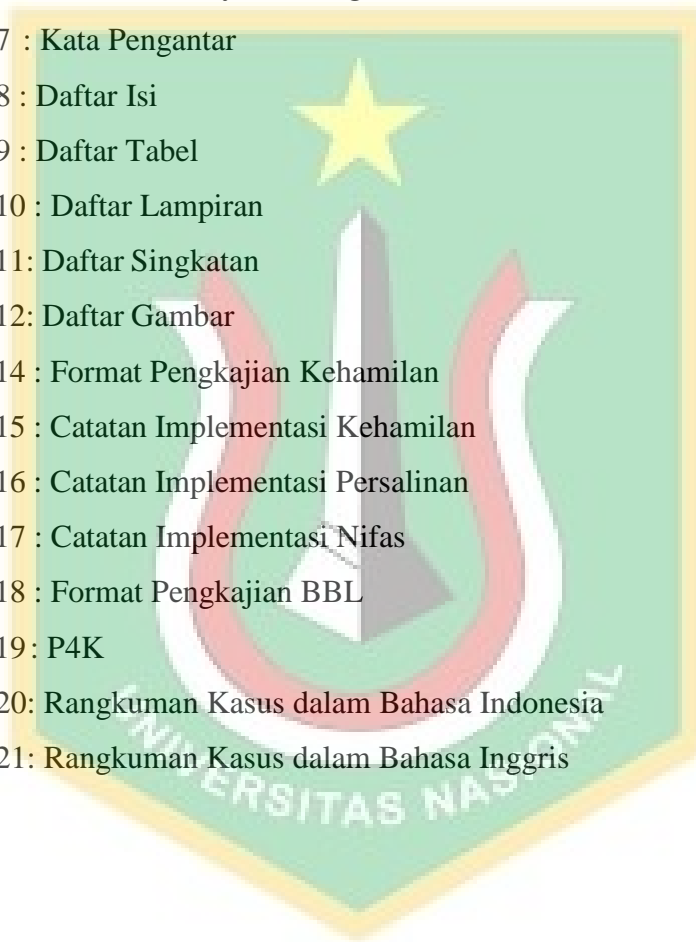 7 : Kata Pengantar
8 : Daftar Isi
9 : Daftar Tabel
10 : Daftar Lampiran
11: Daftar Singkatan
12: Daftar Gambar
14 : Format Pengkajian Kehamilan
15 : Catatan Implementasi Kehamilan
16 : Catatan Implementasi Persalinan
17 : Catatan Implementasi Nifas
18 : Format Pengkajian BBL
19 : P4K
20: Rangkuman Kasus dalam Bahasa Indonesia
21: Rangkuman Kasus dalam Bahasa Inggris
UNIVERSITAS NASIONAL